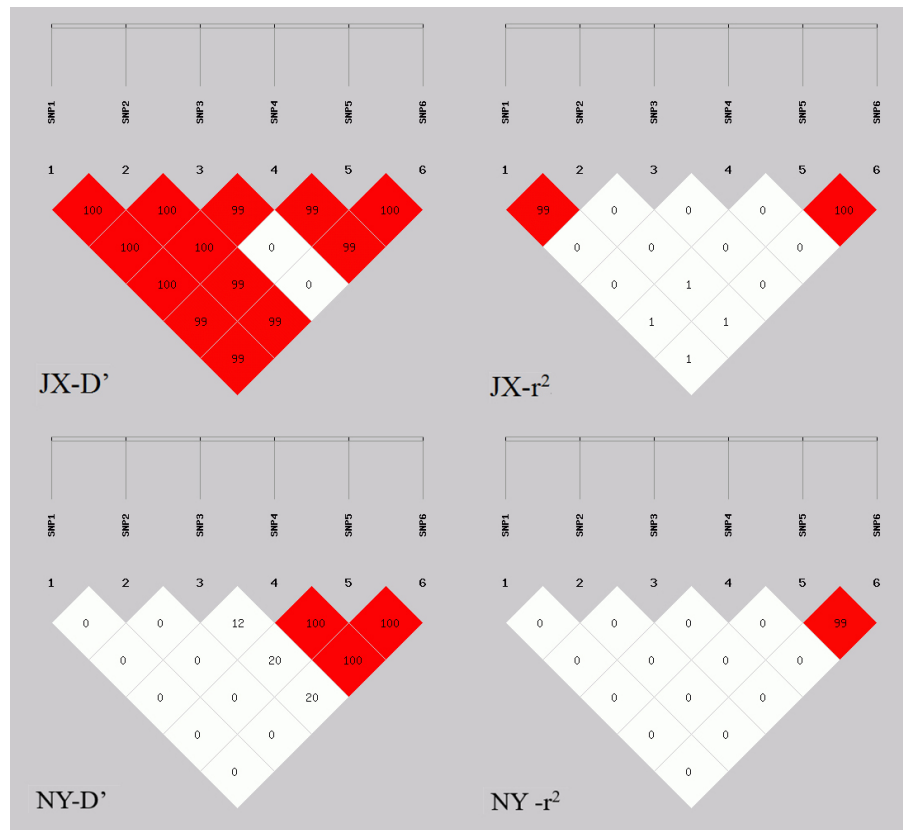 SNP1 SNP2 SNP3 SNP4 SNP5 SNP6
1 2 3 4 5 6
100 100 99 99 100
100 100 0 99
100 99 0
99 99
99
JX-D’
SNP1 SNP2 SNP3 SNP4 SNP5 SNP6
1 2 3 4 5 6
99 0 0 0 100
0 0 0 0
0 1 0
1 1
1
JX-r²
SNP1 SNP2 SNP3 SNP4 SNP5 SNP6
1 2 3 4 5 6
0 0 12 100 100
0 0 20 100
0 0 20
0 0
0
NY-D’
SNP1 SNP2 SNP3 SNP4 SNP5 SNP6
1 2 3 4 5 6
0 0 0 0 99
0 0 0 0
0 0 0
0 0
0
NY -r²